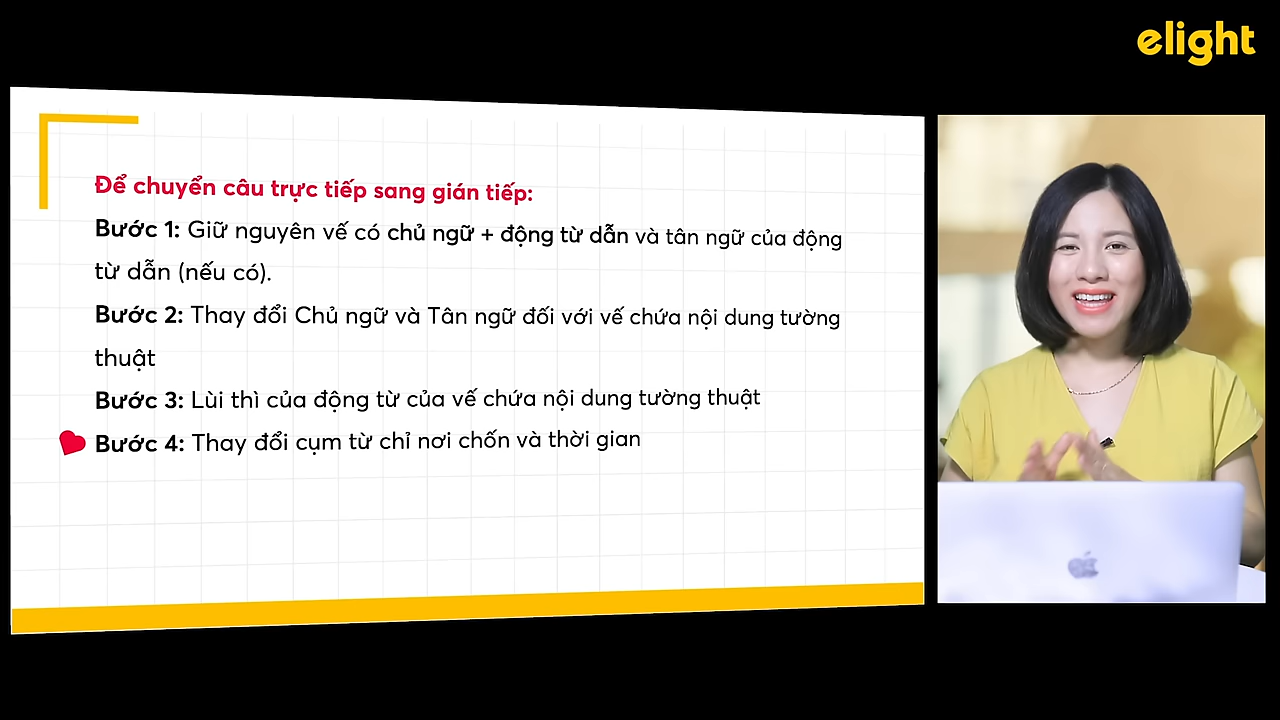 elight
Để chuyển câu trực tiếp sang gián tiếp:
Bước 1: Giữ nguyên vế có chủ ngữ + động từ dẫn và tân ngữ của động
từ dẫn (nếu có).
Bước 2: Thay đổi Chủ ngữ và Tân ngữ đối với vế chứa nội dung tường
thuật
Bước 3: Lùi thì của động từ của vế chứa nội dung tường thuật
Bước 4: Thay đổi cụm từ chỉ nơi chốn và thời gian